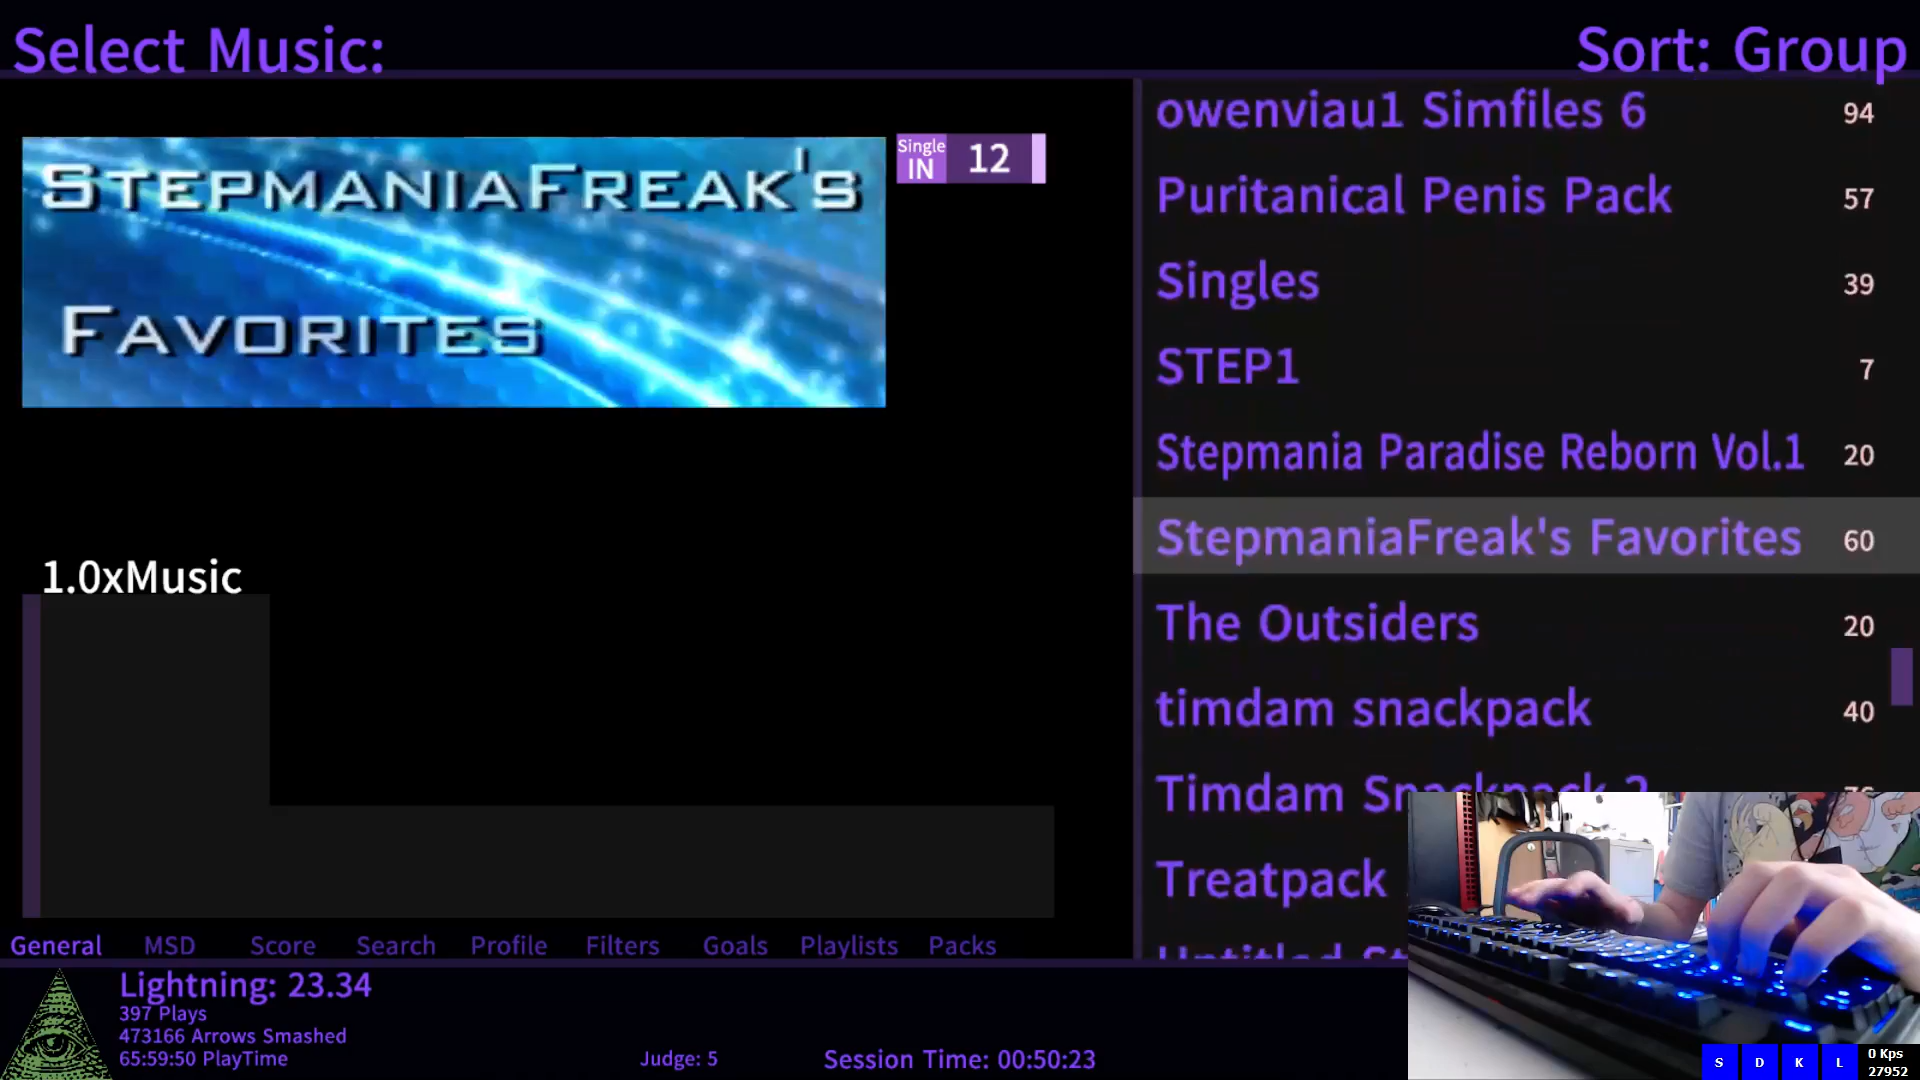 Select Music:
Sort: Group
STEPMANIAFREAK'S
FAVORITES
Single
IN
12
owenviau1 Simfiles 6 94
Puritanical Penis Pack 57
Singles 39
STEP1 7
Stepmania Paradise Reborn Vol.1 20
StepmaniaFreak's Favorites 60
The Outsiders 20
timdam snackpack 40
Timdam Snackpack 2
Treatpack
1.0xMusic
General MSD Score Search Profile Filters Goals Playlists Packs
Lightning: 23.34
397 Plays
473166 Arrows Smashed
65:59:50 PlayTime
Judge: 5
Session Time: 00:50:23
S D K L
0 Kps
27952